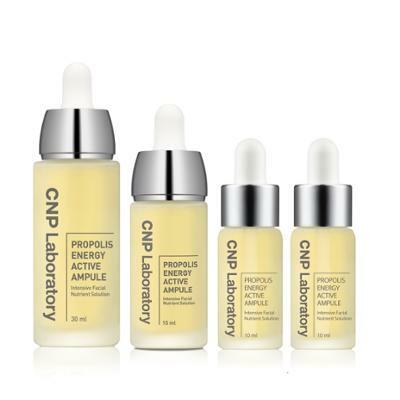 CNP Laboratory
PROPOLIS
ENERGY
ACTIVE
AMPULE
Intensive Facial
Nutrient Solution
30 ml
CNP Laboratory
PROPOLIS
ENERGY
ACTIVE
AMPULE
Intensive Facial
Nutrient Solution
15 ml
CNP Laboratory
PROPOLIS
ENERGY
ACTIVE
AMPULE
Intensive Facial
Nutrient Solution
10 ml
CNP Laboratory
PROPOLIS
ENERGY
ACTIVE
AMPULE
Intensive Facial
Nutrient Solution
10 ml